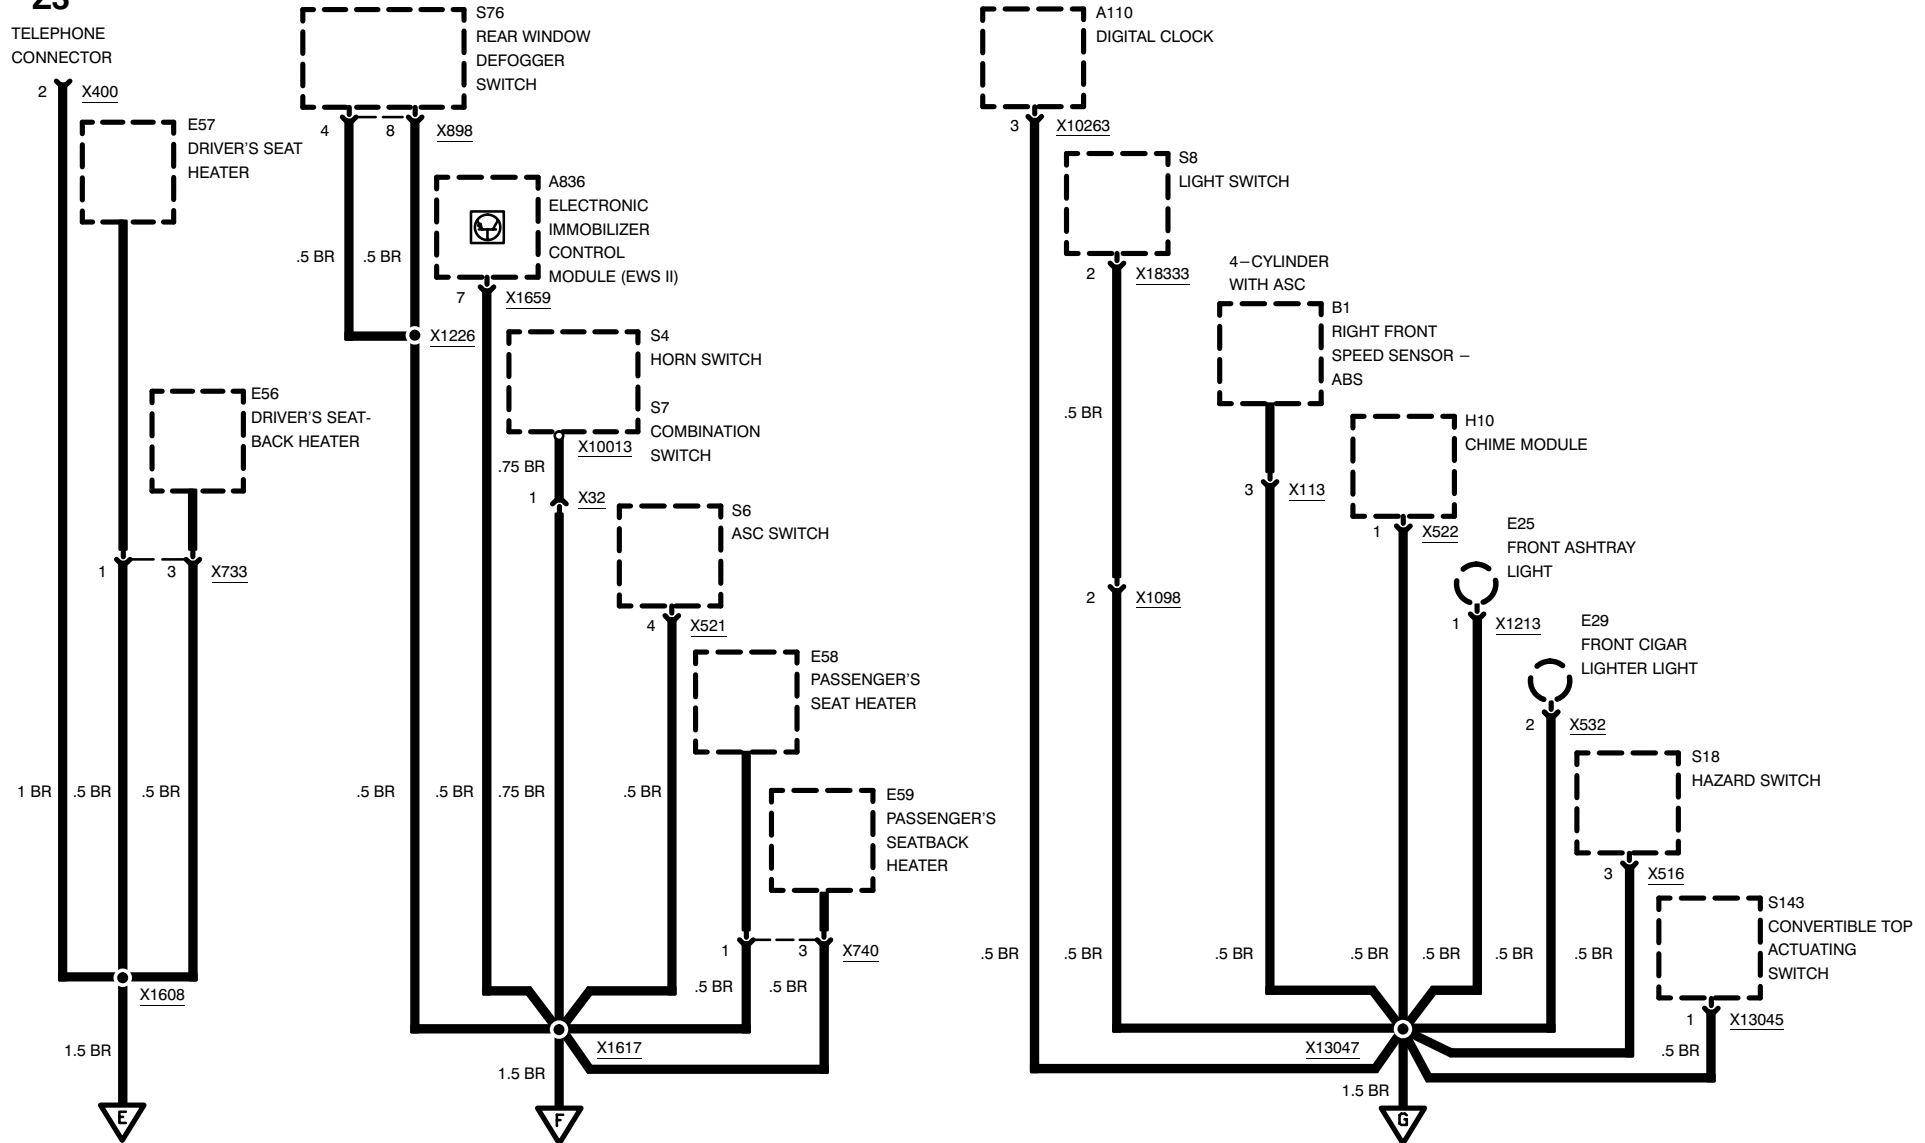 Z3
TELEPHONE
CONNECTOR
2
X400
E57
DRIVER'S SEAT
HEATER
E56
DRIVER'S SEAT-
BACK HEATER
1
3
X733
1 BR
.5 BR
.5 BR
X1608
1.5 BR
E
S76
REAR WINDOW
DEFOGGER
SWITCH
4
8
X898
.5 BR
.5 BR
X1226
A836
ELECTRONIC
IMMOBILIZER
CONTROL
MODULE (EWS II)
7
X1659
S4
HORN SWITCH
S7
COMBINATION
SWITCH
X10013
.75 BR
1
X32
S6
ASC SWITCH
4
X521
E58
PASSENGER'S
SEAT HEATER
E59
PASSENGER'S
SEATBACK
HEATER
.5 BR
.5 BR
.75 BR
.5 BR
1
3
X740
.5 BR
.5 BR
X1617
1.5 BR
F
A110
DIGITAL CLOCK
3
X10263
S8
LIGHT SWITCH
2
X18333
.5 BR
2
X1098
4–CYLINDER
WITH ASC
B1
RIGHT FRONT
SPEED SENSOR –
ABS
3
X113
H10
CHIME MODULE
1
X522
E25
FRONT ASHTRAY
LIGHT
1
X1213
E29
FRONT CIGAR
LIGHTER LIGHT
2
X532
S18
HAZARD SWITCH
3
X516
S143
CONVERTIBLE TOP
ACTUATING
SWITCH
1
X13045
.5 BR
.5 BR
.5 BR
.5 BR
.5 BR
.5 BR
.5 BR
.5 BR
X13047
1.5 BR
G